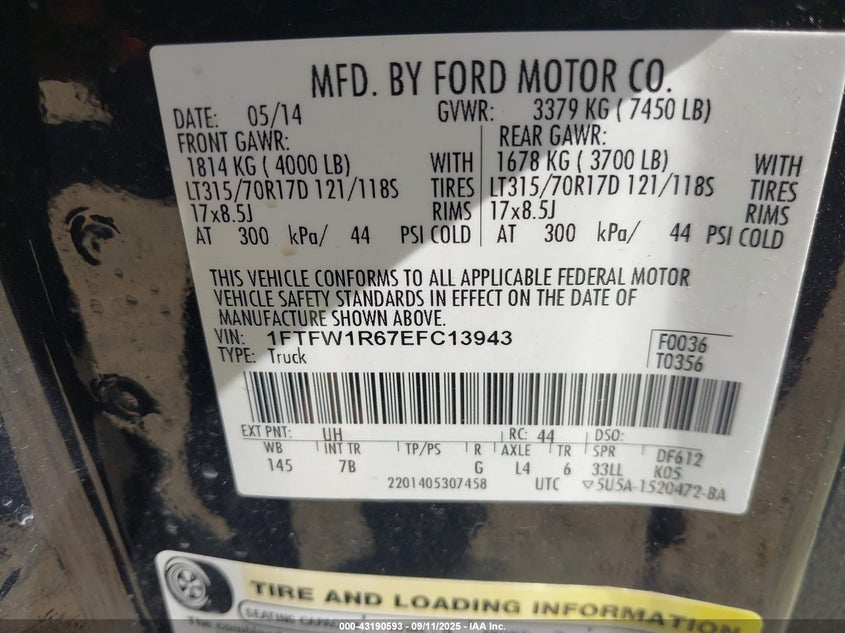 MFD. BY FORD MOTOR CO.
DATE: 05/14 GVWR: 3379 KG ( 7450 LB)
FRONT GAWR: REAR GAWR:
1814 KG ( 4000 LB) WITH 1678 KG ( 3700 LB) WITH
LT315/70R17D 121/118S TIRES LT315/70R17D 121/118S TIRES
17x8.5J RIMS 17x8.5J RIMS
AT 300 kPa/ 44 PSI COLD AT 300 kPa/ 44 PSI COLD
THIS VEHICLE CONFORMS TO ALL APPLICABLE FEDERAL MOTOR
VEHICLE SAFETY STANDARDS IN EFFECT ON THE DATE OF
MANUFACTURE SHOWN ABOVE.
VIN: 1FTFW1R67EFC13943 F0036
TYPE: Truck T0356
EXT PNT: UH RC: 44 DSO:
WB INT TR TP/PS R AXLE TR SPR DF612
145 7B G L4 6 33LL K05
2201405307458 UTC ▽5U5A-1520472-BA
TIRE AND LOADING INFORMATION
SEATING CAPACITY
The combined
000-43190593 - 09/11/2025 - IAA Inc.